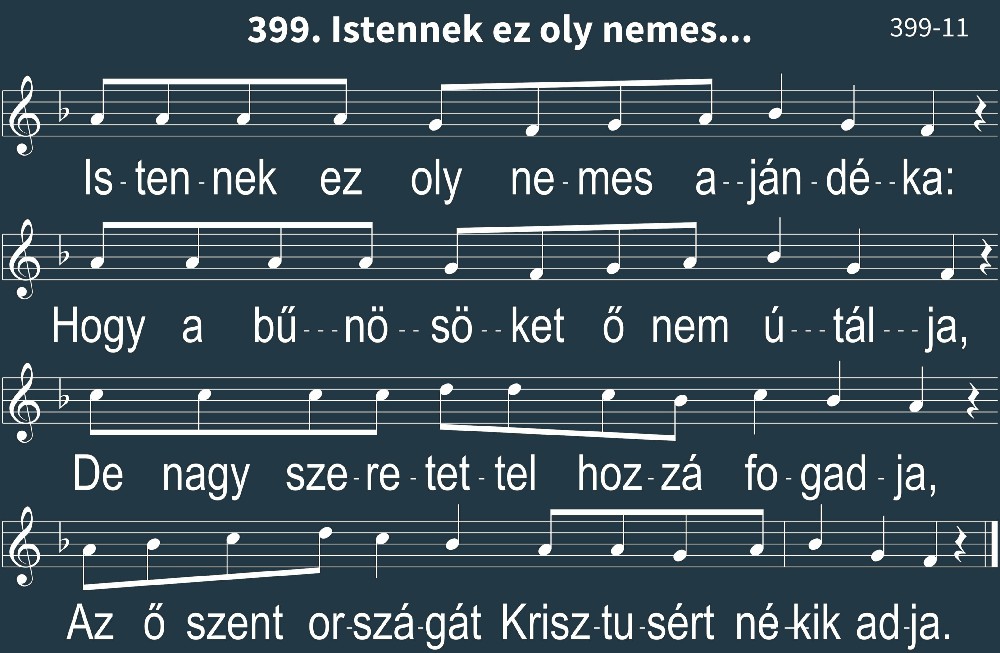 399. Istennek ez oly nemes...
399-11
Is - ten - nek ez oly ne - mes a - - ján - dé - - ka:
Hogy a bű - - - nö - - sö - - ket ő nem ú - - - tál - - - ja,
De nagy sze - re - tet - tel hoz - zá fo - gad - ja,
Az ő szent or - szá - gát Krisz - tu - sért né - kik ad - ja.